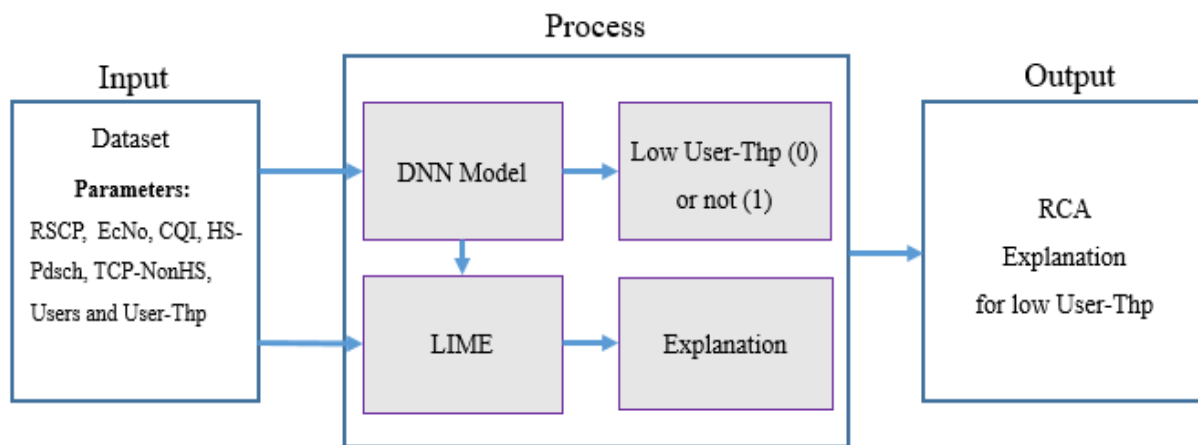 Process
Input
Output
Dataset
Parameters:
RSCP, EcNo, CQI, HS-
Pdsch, TCP-NonHS,
Users and User-Thp
DNN Model
Low User-Thp (0)
or not (1)
LIME
Explanation
RCA
Explanation
for low User-Thp